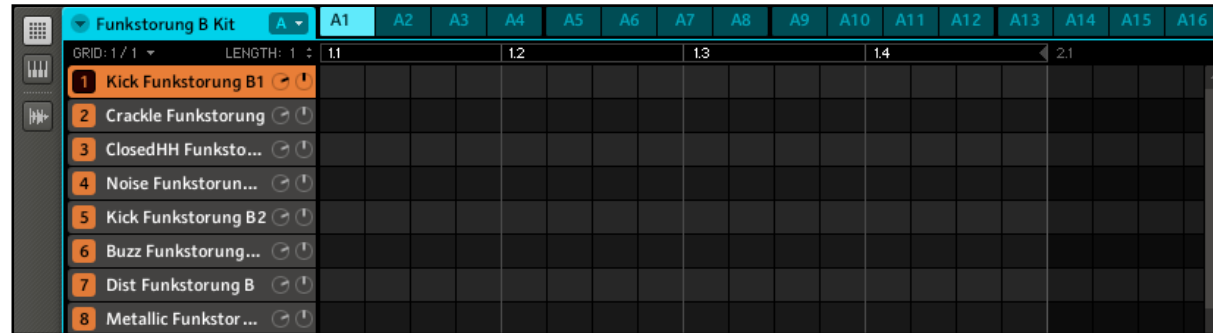 Funkstorung B Kit A A1 A2 A3 A4 A5 A6 A7 A8 A9 A10 A11 A12 A13 A14 A15 A16
GRID: 1 / 1 LENGTH: 1 1.1 1.2 1.3 1.4 2.1
1 Kick Funkstorung B1
2 Crackle Funkstorung
3 ClosedHH Funksto...
4 Noise Funkstorun...
5 Kick Funkstorung B2
6 Buzz Funkstorung...
7 Dist Funkstorung B
8 Metallic Funkstor...